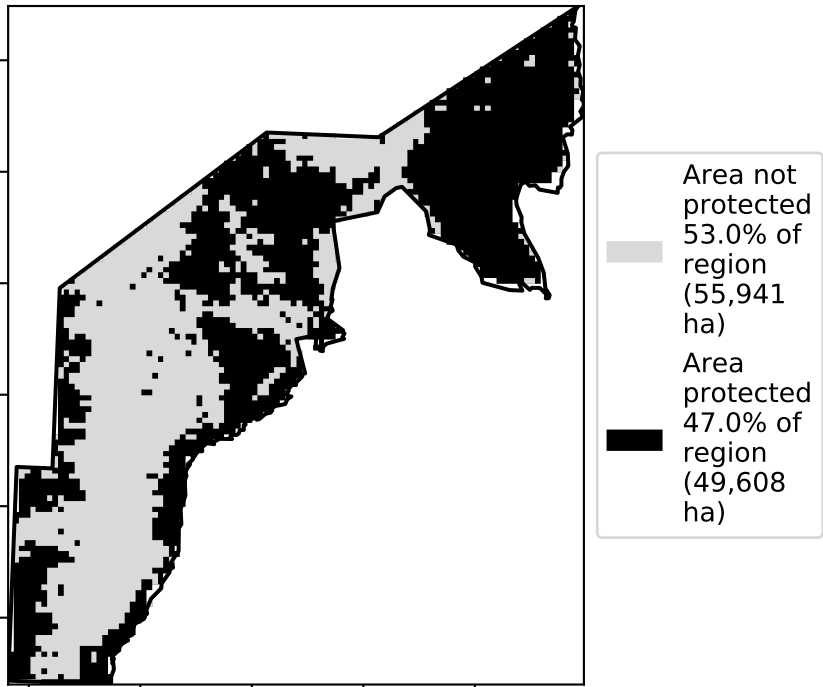 Area not
protected
53.0% of
region
(55,941
ha)
Area
protected
47.0% of
region
(49,608
ha)